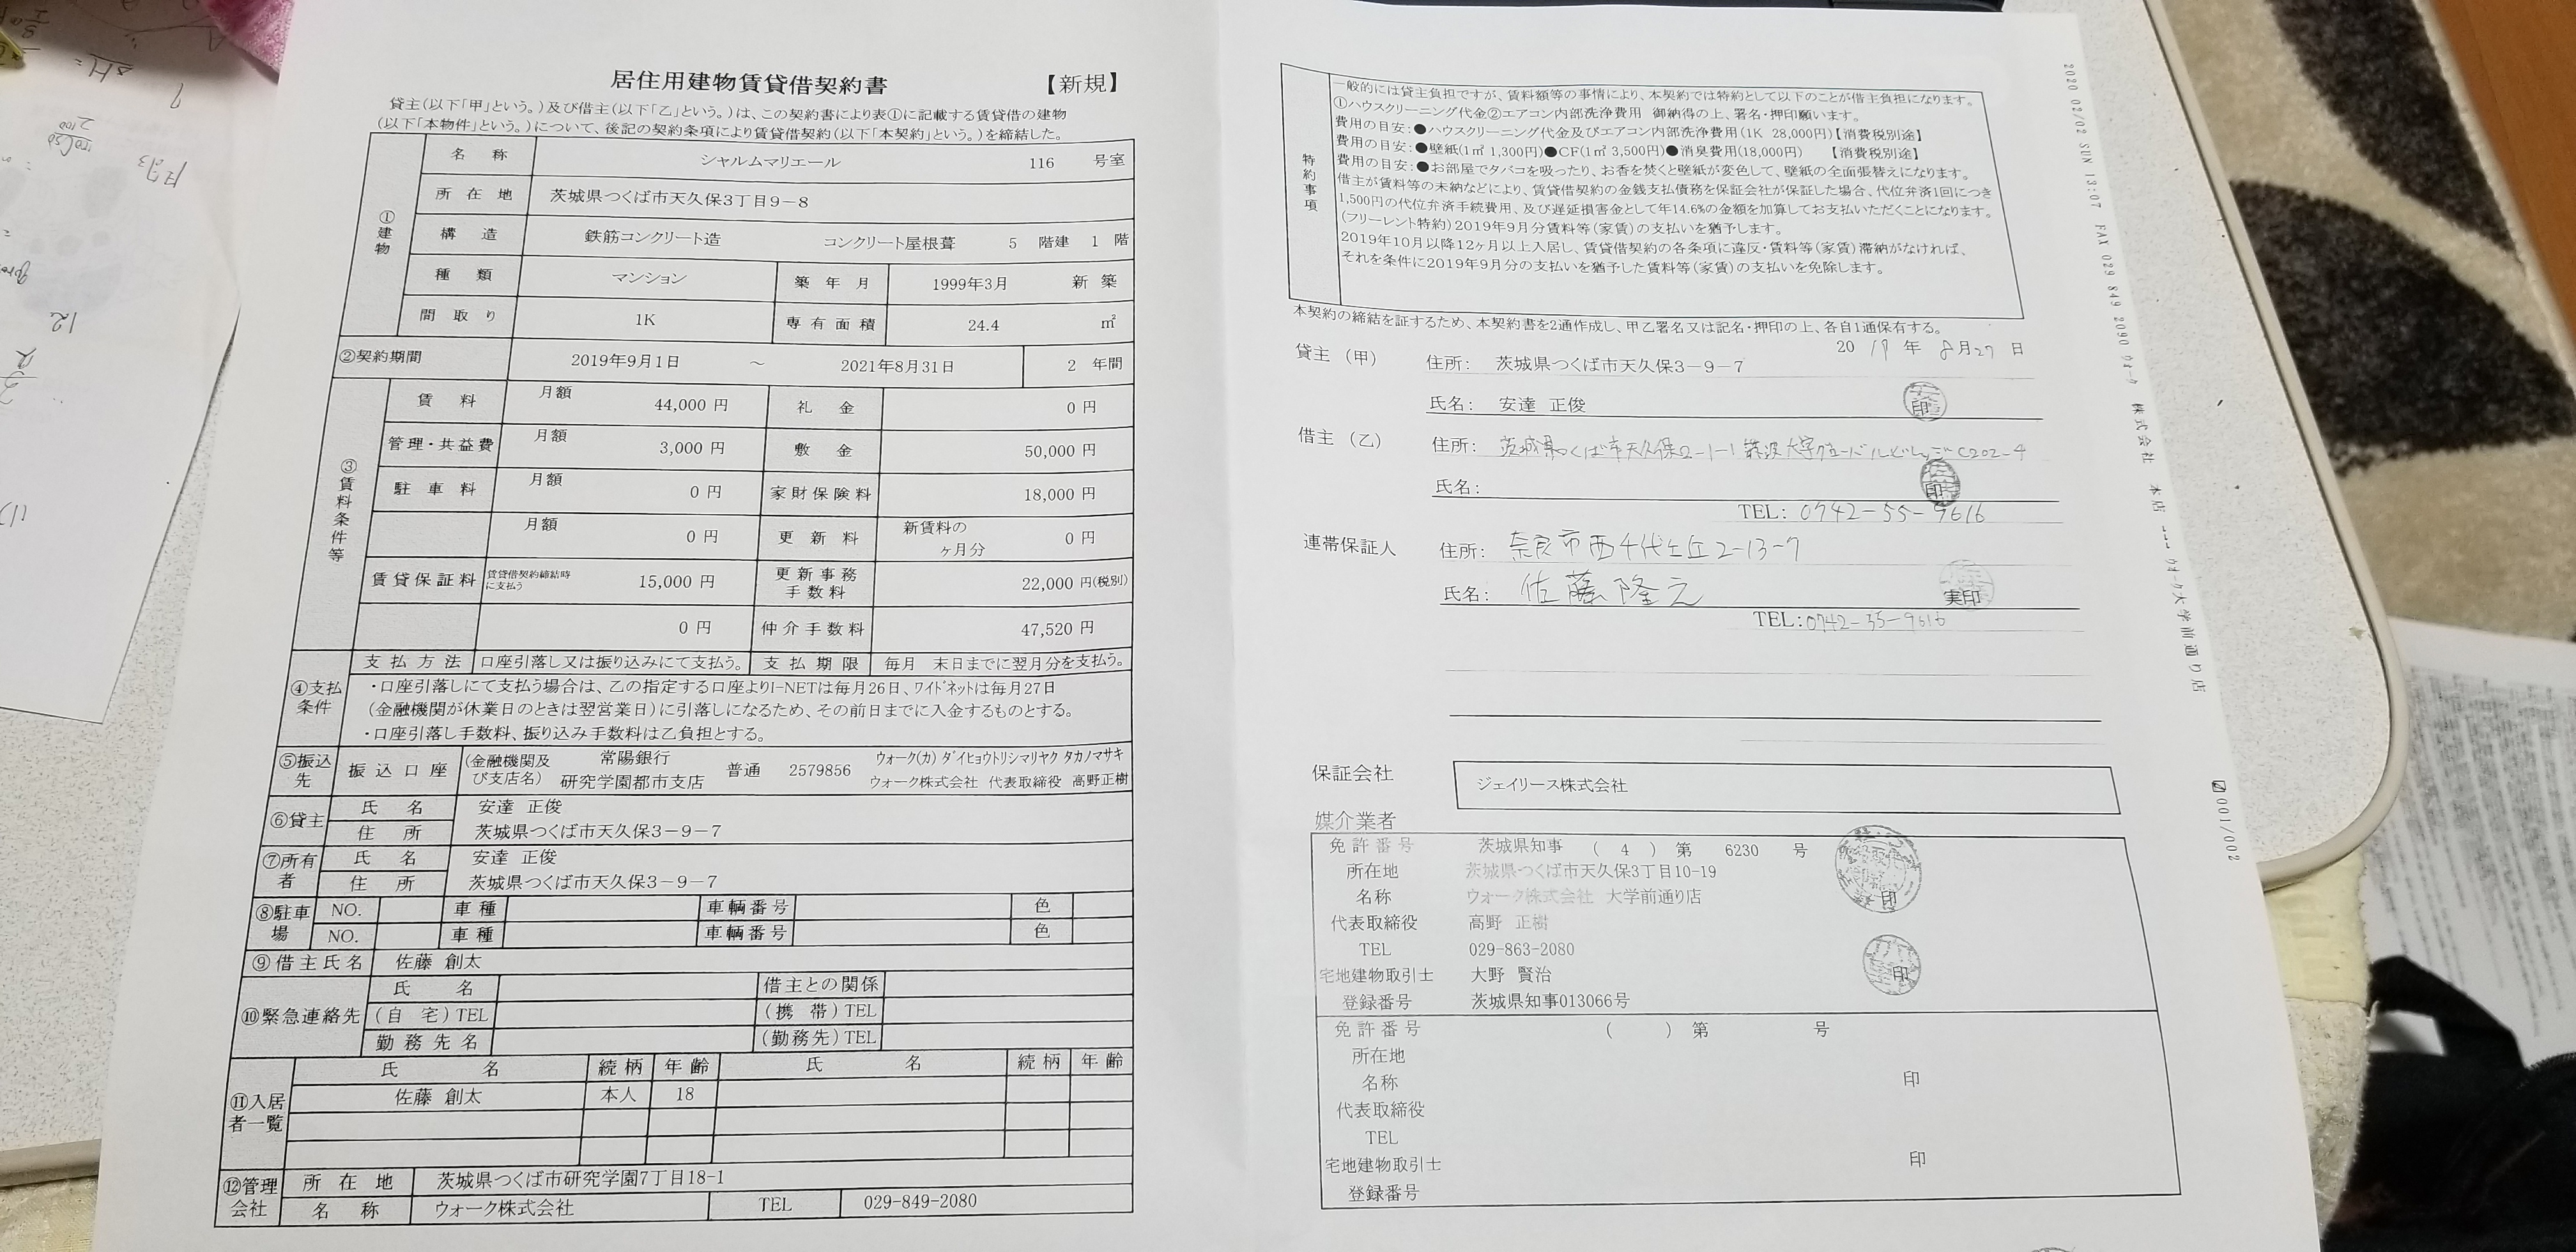 居住用建物賃貸借契約書
【新規】
貸主(以下「甲」という。)及び借主(以下「乙」という。)は、この契約書により表①に記載する賃貸借の建物
(以下「本物件」という。)について、後記の契約条項により賃貸借契約(以下「本契約」という。)を締結した。
①建物 名称 シャルムマリエール 116 号室
所在地 茨城県つくば市天久保3丁目9-8
構造 鉄筋コンクリート造 コンクリート屋根葺 5 階建 1 階
種類 マンション 築年月 1999年3月 新築
間取り 1K 専有面積 24.4 ㎡
②契約期間 2019年9月1日 ～ 2021年8月31日 2 年間
③賃料条件等 賃料 月額 44,000 円 礼金 0 円
管理・共益費 月額 3,000 円 敷金 50,000 円
駐車料 月額 0 円 家財保険料 18,000 円
月額 0 円 更新料 新賃料の ヶ月分 0 円
賃貸保証料 賃貸借契約締結時に支払う 15,000 円 更新事務手数料 22,000 円(税別)
0 円 仲介手数料 47,520 円
④支払条件 支払方法 口座引落し又は振り込みにて支払う。 支払期限 毎月 末日までに翌月分を支払う。
・口座引落しにて支払う場合は、乙の指定する口座よりI-NETは毎月26日、ワイドネットは毎月27日
(金融機関が休業日のときは翌営業日)に引落しになるため、その前日までに入金するものとする。
・口座引落し手数料、振り込み手数料は乙負担とする。
⑤振込先 振込口座 (金融機関及び支店名) 常陽銀行 研究学園都市支店 普通 2579856 ウォーク(カ) ダイヒョウトリシマリヤク タカノマサキ
ウォーク株式会社 代表取締役 高野正樹
⑥貸主 氏名 安達 正俊
住所 茨城県つくば市天久保3-9-7
⑦所有者 氏名 安達 正俊
住所 茨城県つくば市天久保3-9-7
⑧駐車場 NO. 車種 車輌番号 色
NO. 車種 車輌番号 色
⑨借主氏名 佐藤 創太
⑩緊急連絡先 氏名 借主との関係
(自宅)TEL (携帯)TEL
勤務先名 (勤務先)TEL
⑪入居者一覧 氏名 続柄 年齢 氏名 続柄 年齢
佐藤 創太 本人 18
⑫管理会社 所在地 茨城県つくば市研究学園7丁目18-1
名称 ウォーク株式会社 TEL 029-849-2080
特約事項
一般的には貸主負担ですが、賃料額等の事情により、本契約では特約として以下のことが借主負担になります。
①ハウスクリーニング代金②エアコン内部洗浄費用 御納得の上、署名・押印願います。
費用の目安：●ハウスクリーニング代金及びエアコン内部洗浄費用(1K 28,000円)【消費税別途】
費用の目安：●壁紙(1㎡ 1,300円)●CF(1㎡ 3,500円)●消臭費用(18,000円) 【消費税別途】
費用の目安：●お部屋でタバコを吸ったり、お香を焚くと壁紙が変色して、壁紙の全面張替えになります。
借主が賃料等の未納などにより、賃貸借契約の金銭支払債務を保証会社が保証した場合、代位弁済1回につき
1,500円の代位弁済手続費用、及び遅延損害金として年14.6%の金額を加算してお支払いただくことになります。
(フリーレント特約)2019年9月分賃料等(家賃)の支払いを猶予します。
2019年10月以降12ヶ月以上入居し、賃貸借契約の各条項に違反・賃料等(家賃)滞納がなければ、
それを条件に2019年9月分の支払いを猶予した賃料等(家賃)の支払いを免除します。
本契約の締結を証するため、本契約書を2通作成し、甲乙署名又は記名・押印の上、各自1通保有する。
2019年 8月27日
貸主(甲) 住所： 茨城県つくば市天久保3-9-7
氏名： 安達 正俊 印
借主(乙) 住所： 茨城県つくば市天久保2-1-1
氏名： TEL：0742-55-9616 印
連帯保証人 住所： 奈良市西千代ヶ丘2-13-7
氏名： 佐藤隆之 TEL：0742-55-9616 実印
保証会社 ジェイリース株式会社
媒介業者
免許番号 茨城県知事 ( 4 ) 第 6230 号
所在地 茨城県つくば市天久保3丁目10-19
名称 ウォーク株式会社 大学前通り店
代表取締役 高野 正樹 印
TEL 029-863-2080
宅地建物取引士 大野 賢治 印
登録番号 茨城県知事013066号
免許番号 ( ) 第 号
所在地
名称
代表取締役 印
TEL
宅地建物取引士 印
登録番号
2020 02/02 SUN 13:07 FAX 029 849 2090 ウォーク 株式会社 本店 →→→ ウォーク大学前通り店
001/002